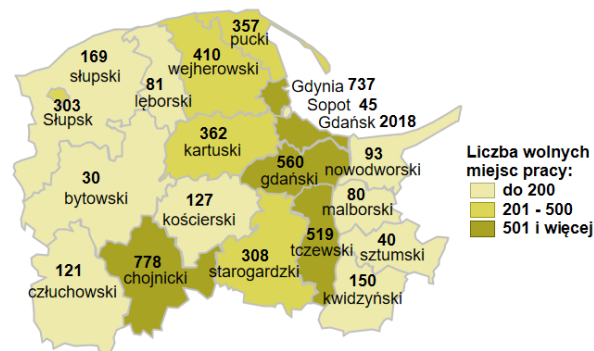 357
pucki
410
wejherowski
169
słupski
81
lęborski
303
Słupsk
Gdynia 737
Sopot 45
Gdańsk 2018
362
kartuski
560
gdański
93
nowodworski
30
bytowski
127
kościerski
80
malborski
519
tczewski
40
sztumski
308
starogardzki
778
chojnicki
121
człuchowski
150
kwidzyński
Liczba wolnych
miejsc pracy:
do 200
201 - 500
501 i więcej